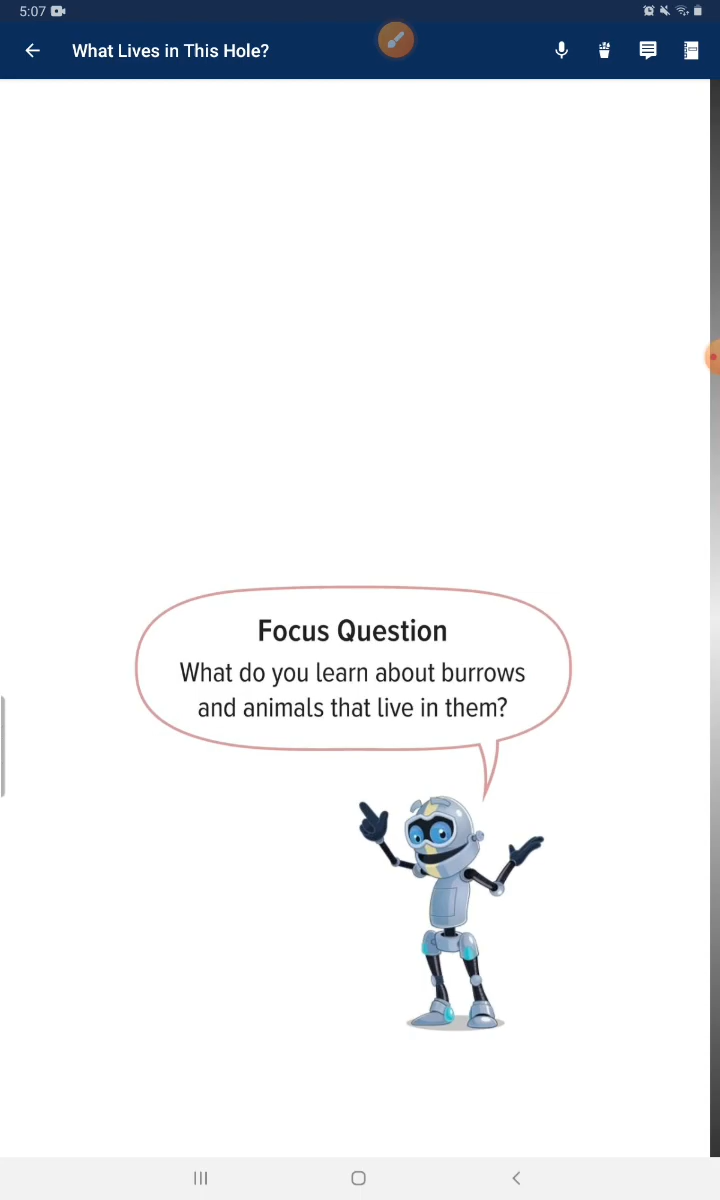 5:07
What Lives in This Hole?
Focus Question
What do you learn about burrows
and animals that live in them?